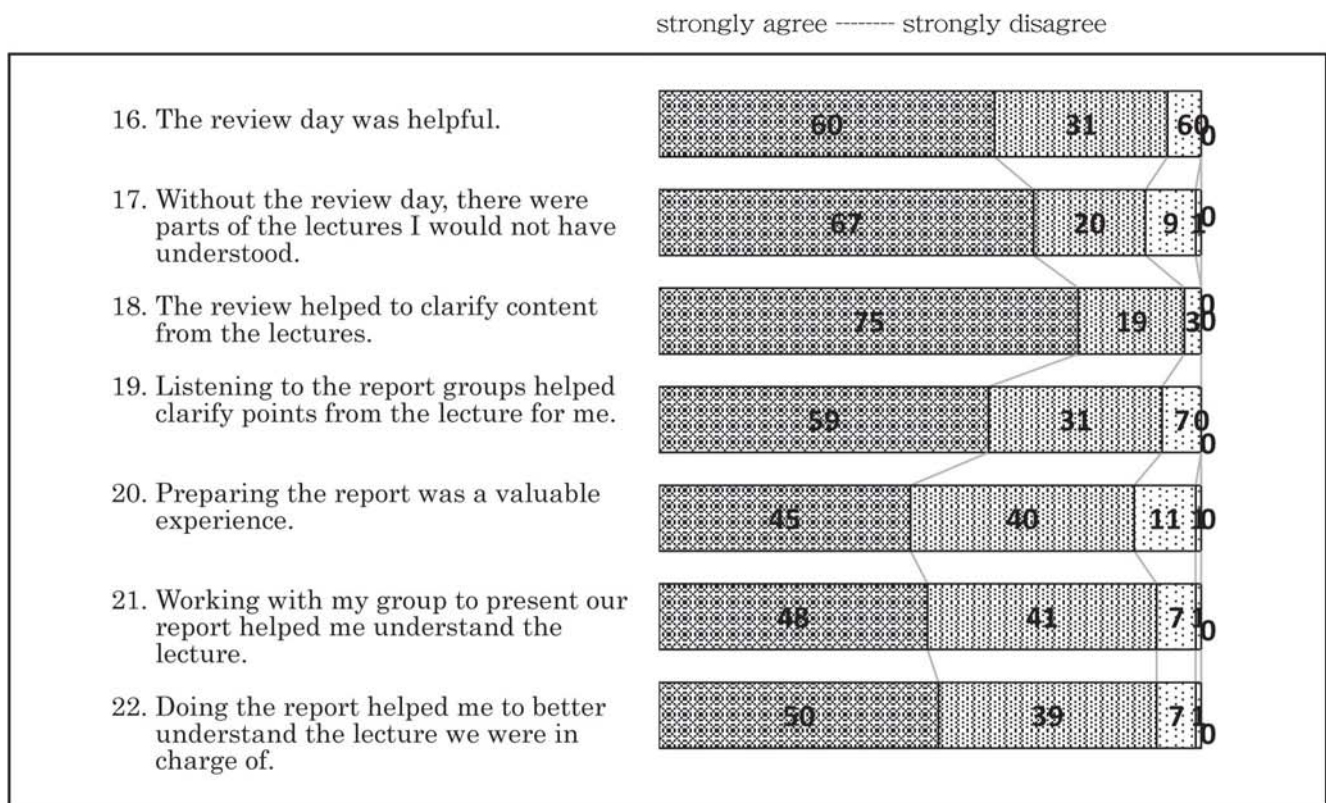 strongly agree -------- strongly disagree
16. The review day was helpful.
60 31 6 0 0
17. Without the review day, there were
parts of the lectures I would not have
understood.
67 20 9 1 0
18. The review helped to clarify content
from the lectures.
75 19 3 0 0
19. Listening to the report groups helped
clarify points from the lecture for me.
59 31 7 0 0
20. Preparing the report was a valuable
experience.
45 40 11 1 0
21. Working with my group to present our
report helped me understand the
lecture.
48 41 7 1 0
22. Doing the report helped me to better
understand the lecture we were in
charge of.
50 39 7 1 0